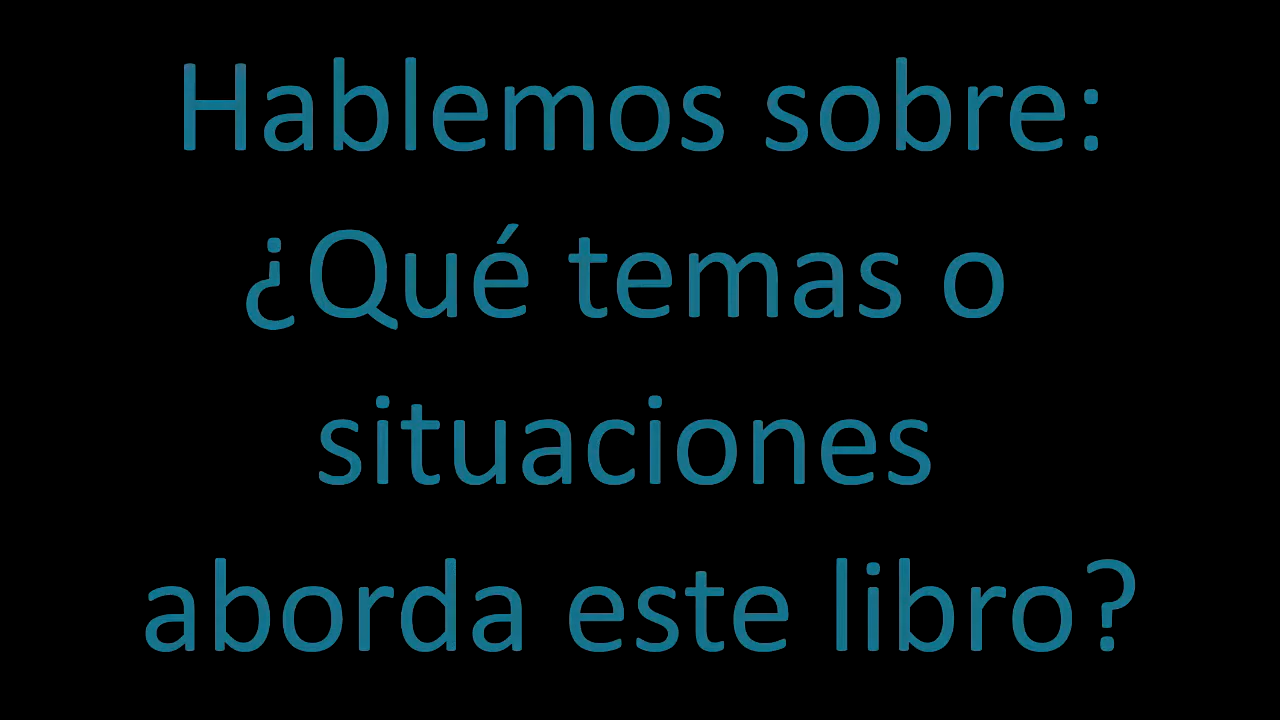 Hablemos sobre:
¿Qué temas o
situaciones
aborda este libro?